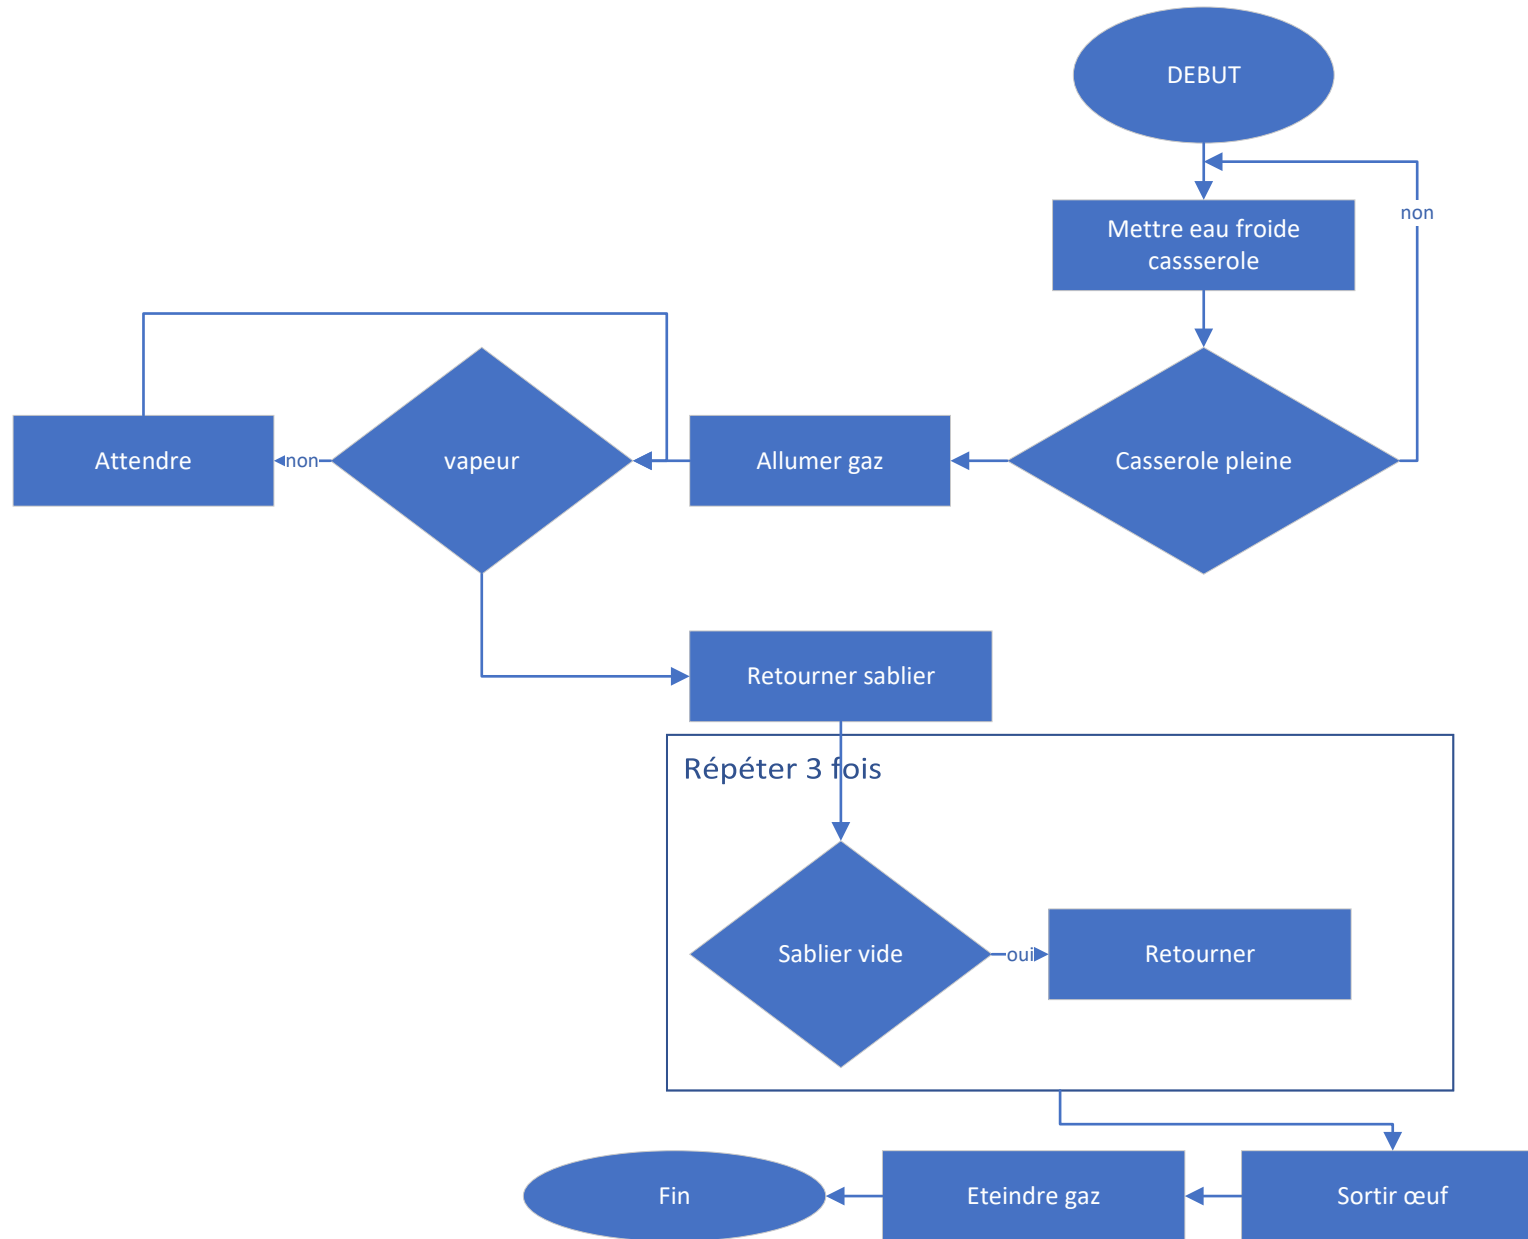 DEBUT
Mettre eau froide
cassserole
non
Casserole pleine
Allumer gaz
vapeur
non
Attendre
Retourner sablier
Répéter 3 fois
Sablier vide
oui
Retourner
Sortir œuf
Eteindre gaz
Fin